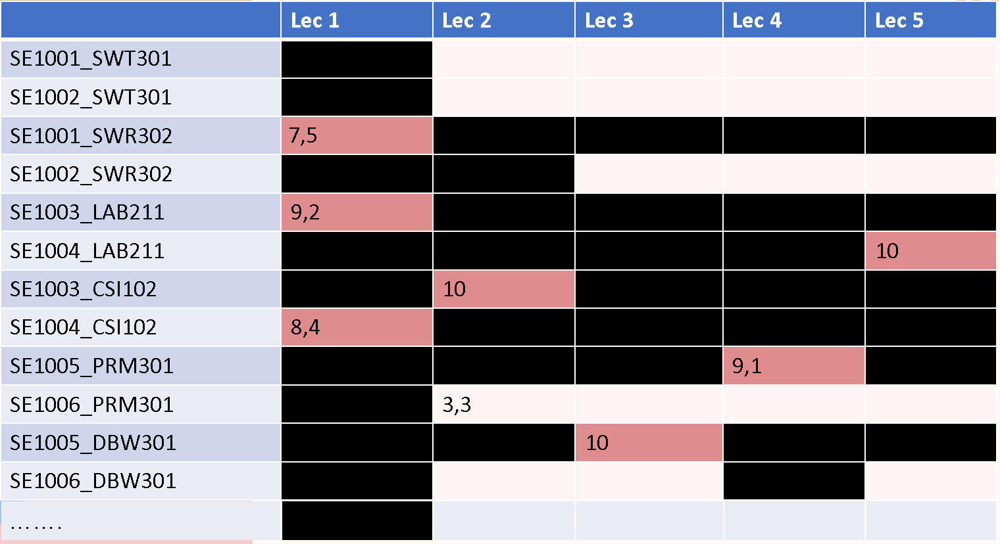 Lec 1 Lec 2 Lec 3 Lec 4 Lec 5
SE1001_SWT301
SE1002_SWT301
SE1001_SWR302 7,5
SE1002_SWR302
SE1003_LAB211 9,2
SE1004_LAB211 10
SE1003_CSI102 10
SE1004_CSI102 8,4
SE1005_PRM301 9,1
SE1006_PRM301 3,3
SE1005_DBW301 10
SE1006_DBW301
…….